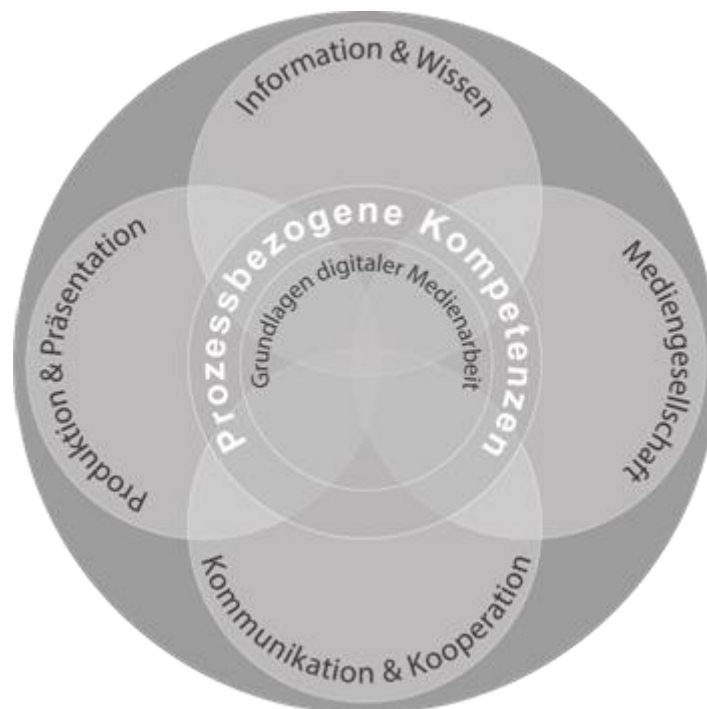 Information & Wissen
Prozessbezogene Kompetenzen
Grundlagen digitaler Medienarbeit
Produktion & Präsentation
Mediengesellschaft
Kommunikation & Kooperation